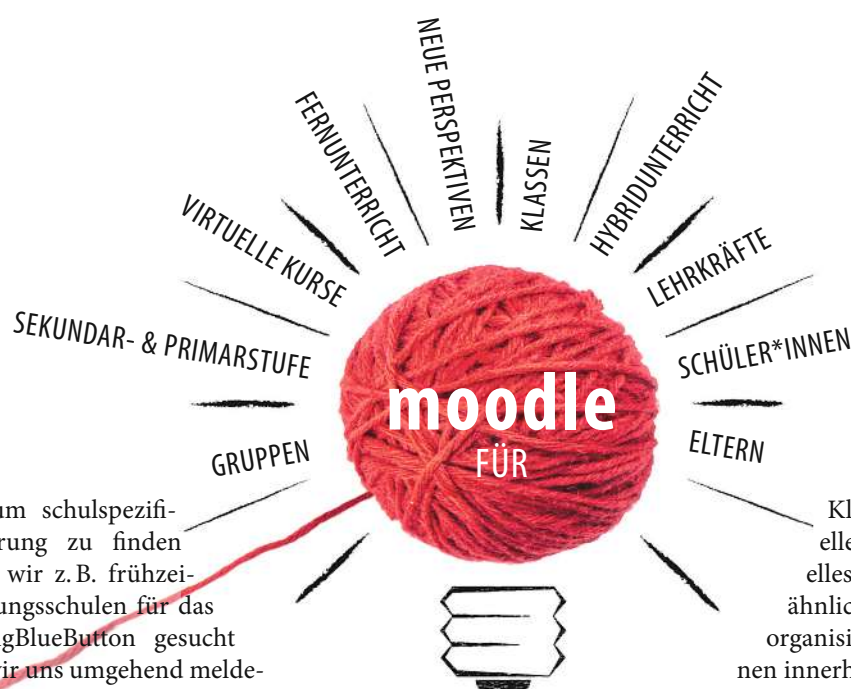 NEUE PERSPEKTIVEN
KLASSEN
FERNUNTERRICHT
HYBRIDUNTERRICHT
VIRTUELLE KURSE
LEHRKRÄFTE
SEKUNDAR- & PRIMARSTUFE
SCHÜLER*INNEN
GRUPPEN
ELTERN
moodle
FÜR
um schulspezifi-
rung zu finden
wir z. B. frühzei-
ungsschulen für das
gBlueButton gesucht
wir uns umgehend melde-
Kl
elle
elles
ähnlic
organisi
nen innerh